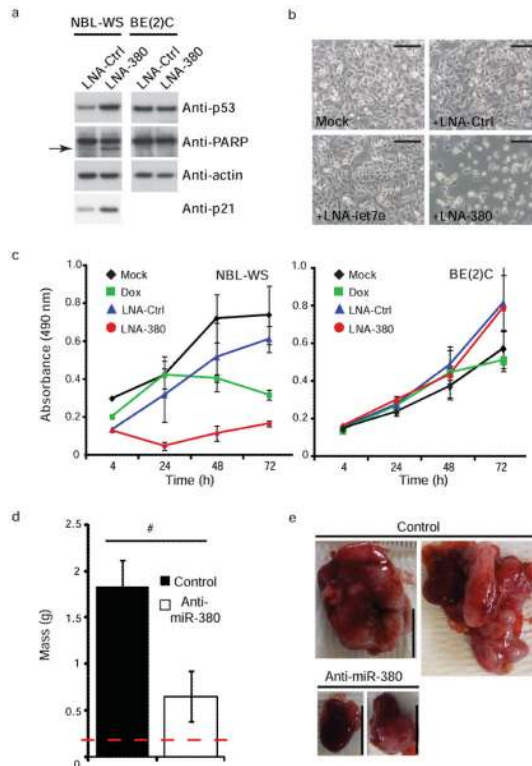 a
NBL-WS BE(2)C
LNA-Ctrl LNA-380 LNA-Ctrl LNA-380
Anti-p53
Anti-PARP
Anti-actin
Anti-p21
b
Mock +LNA-Ctrl
+LNA-let7a +LNA-380
c
Mock NBL-WS
Dox
LNA-Ctrl
LNA-380
Absorbance (490 nm)
1.0
0.8
0.6
0.4
0.2
0
4 24 48 72
Time (h)
Mock BE(2)C
Dox
LNA-Ctrl
LNA-380
1.0
0.8
0.6
0.4
0.2
0
4 24 48 72
Time (h)
d
#
Control
Anti-
miR-380
Mass (g)
2.5
2
1.5
1
0.5
0
e
Control
Anti-miR-380